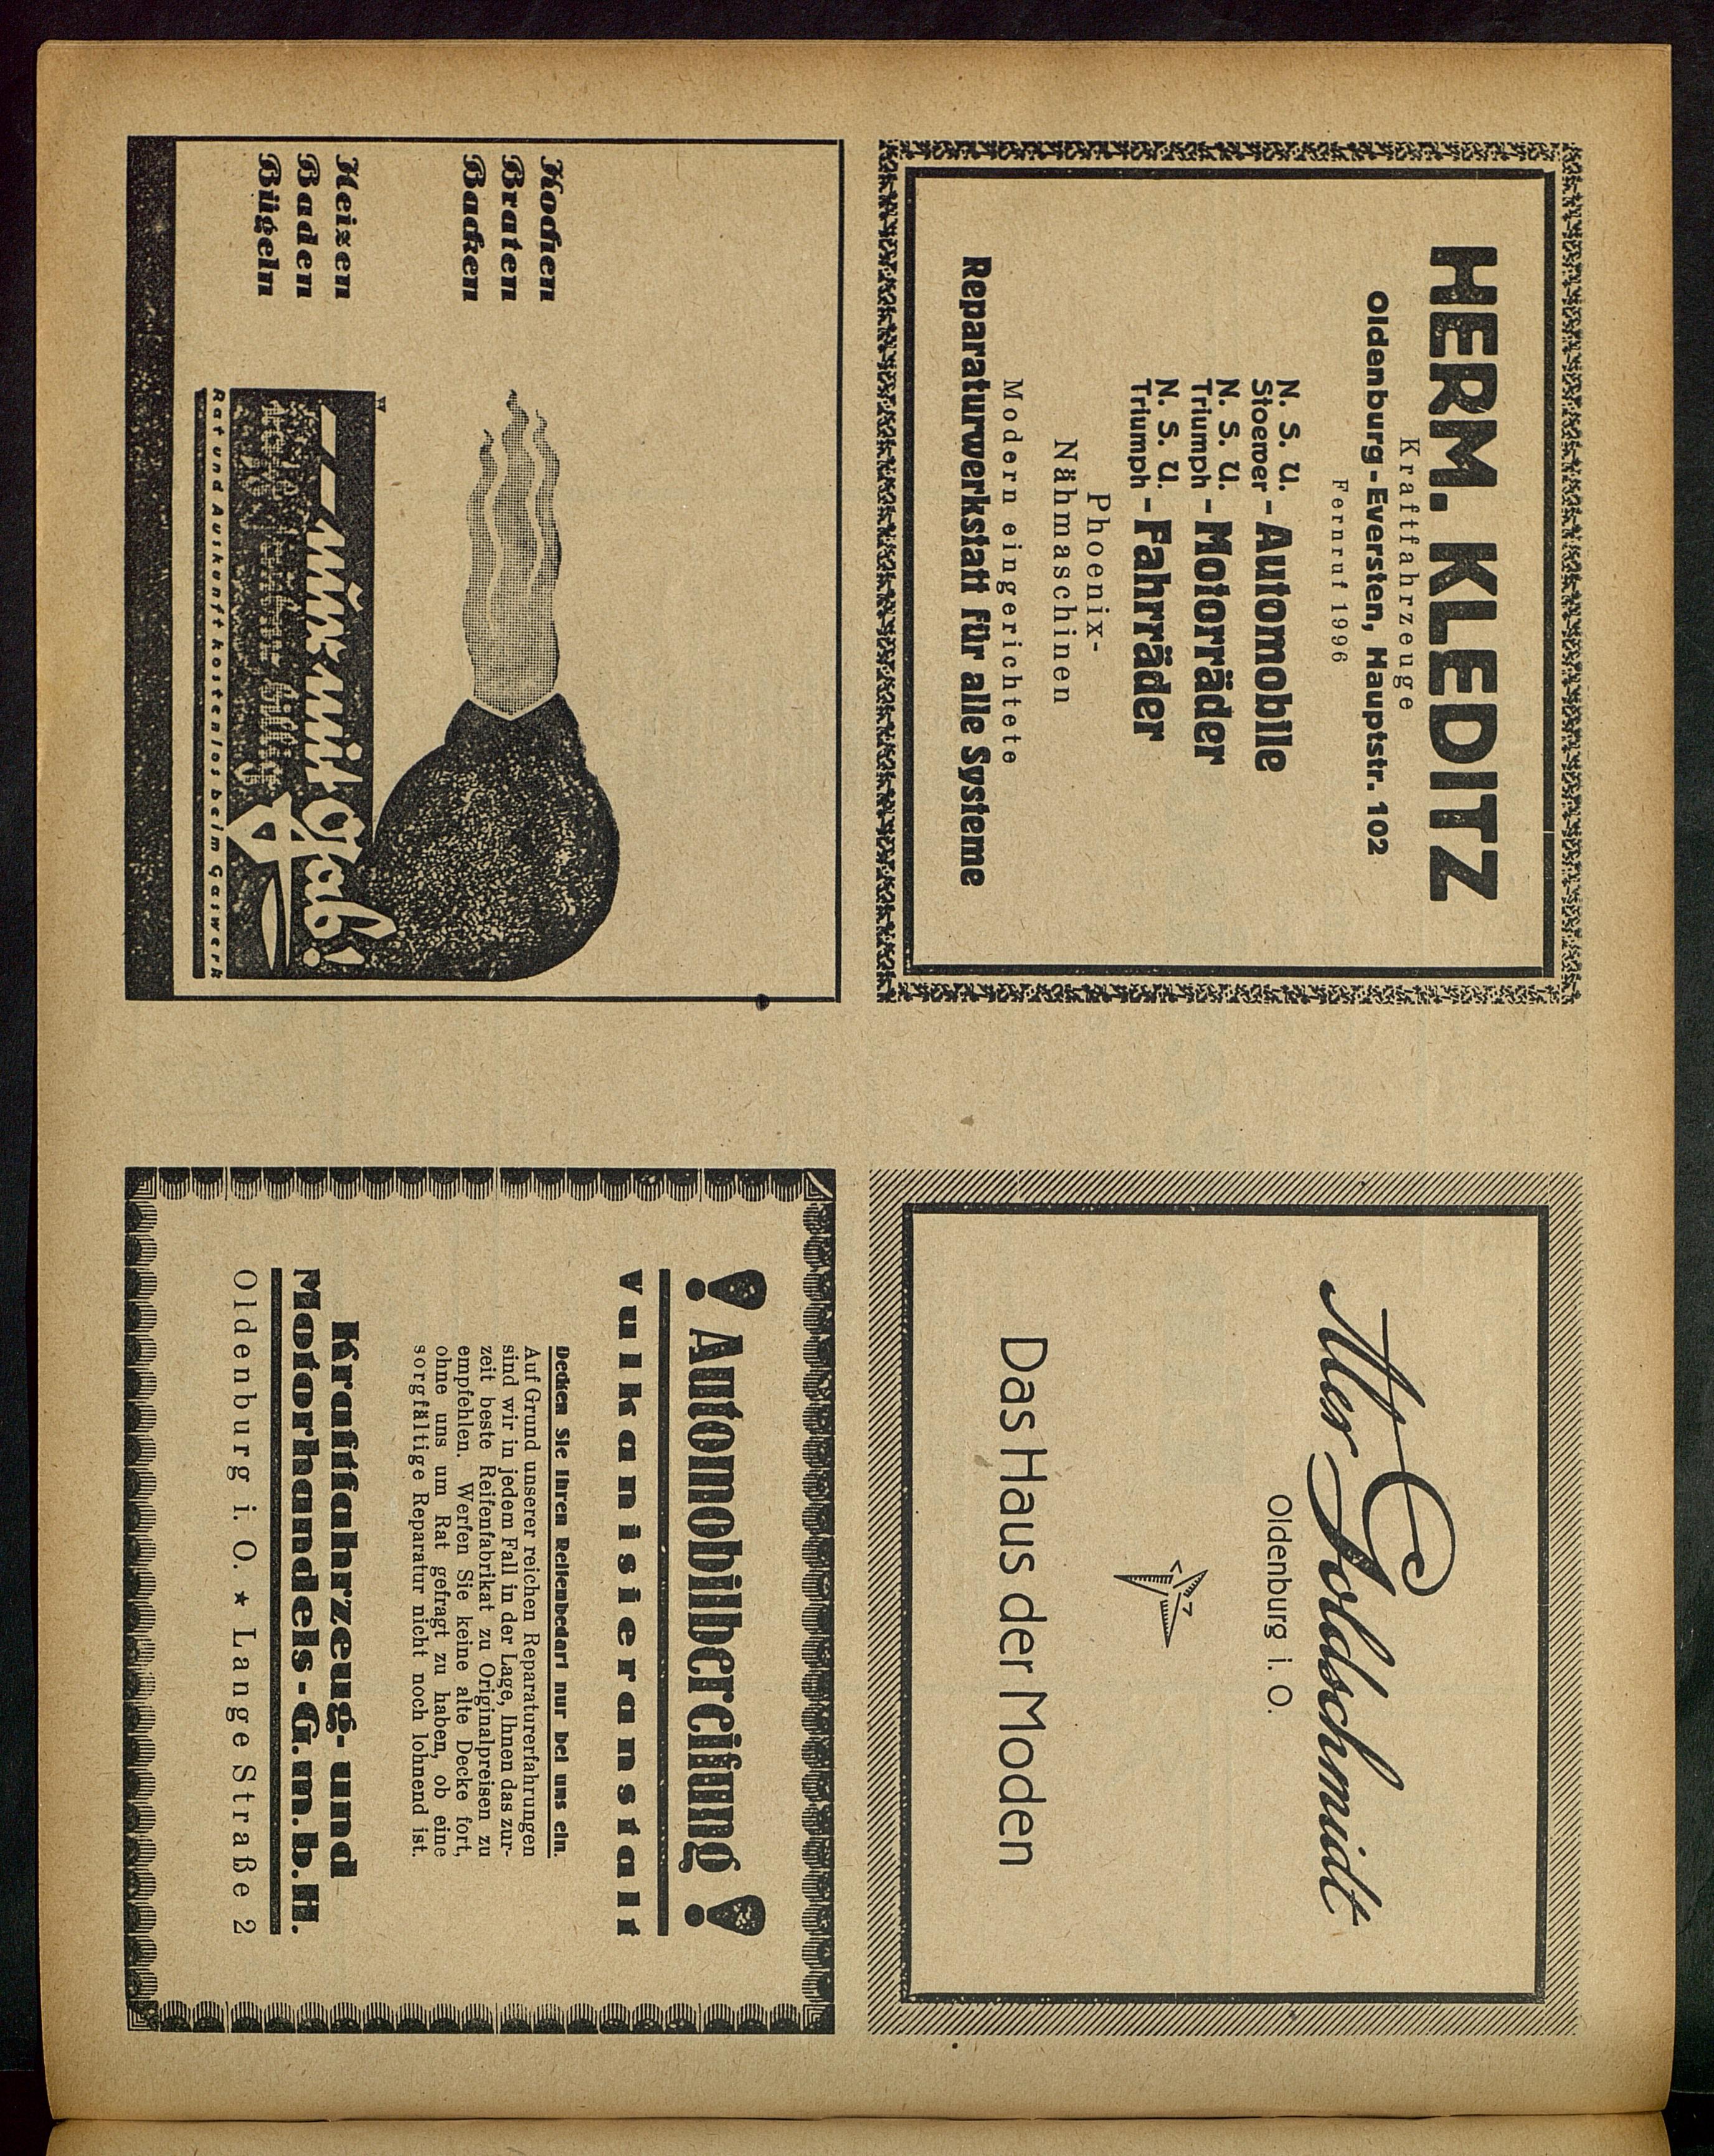 HERM. KLEDITZ
Kraftfahrzeuge
Oldenburg-Eversten, Hauptstr. 102
Fernruf 1996
N. S. U.
Stoewer - Automobile
N. S. U.
Triumph - Motorräder
N. S. U.
Triumph - Fahrräder
Phoenix-
Nähmaschinen
Modern eingerichtete
Reparaturwerkstatt für alle Systeme
Goldschmidt
Oldenburg i. O.
Das Haus der Moden
Kochen
Braten
Backen
Heizen
Baden
Bügeln
nur mit Gas!
Rat und Auskunft kostenlos beim Gaswerk
! Automobilbereifung !
Vulkanisieranstalt
Decken Sie Ihren Reifenbedarf nur bei uns ein.
Auf Grund unserer reichen Reparaturerfahrungen
sind wir in jedem Fall in der Lage, Ihnen das zur-
zeit beste Reifenfabrikat zu Originalpreisen zu
empfehlen. Werfen Sie keine alte Decke fort,
ohne uns um Rat gefragt zu haben, ob eine
sorgfältige Reparatur nicht noch lohnend ist.
Kraftfahrzeug- und
Motorhandels-G.m.b.H.
Oldenburg i. O. ★ Lange Straße 2